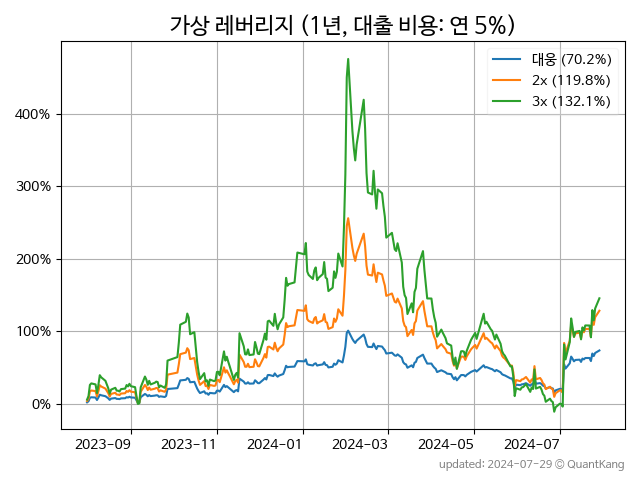 가상 레버리지 (1년, 대출 비용: 연 5%)
대웅 (70.2%)
2x (119.8%)
3x (132.1%)
400%
300%
200%
100%
0%
2023-09 2023-11 2024-01 2024-03 2024-05 2024-07
updated: 2024-07-29 © QuantKang